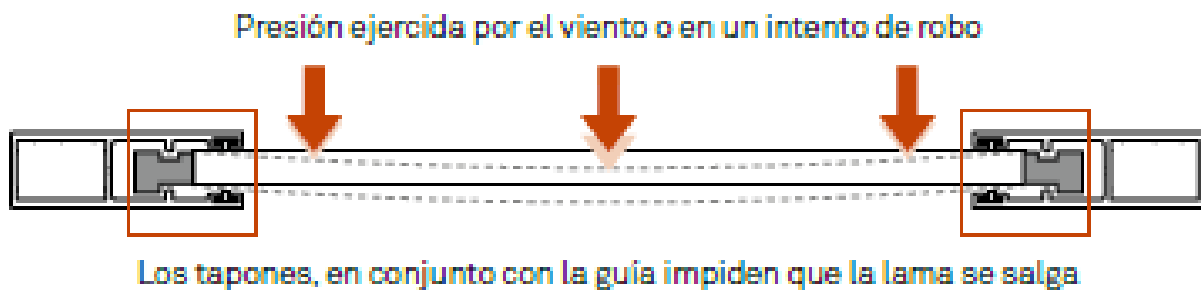 Presión ejercida por el viento o en un intento de robo
Los tapones, en conjunto con la guía impiden que la lama se salga